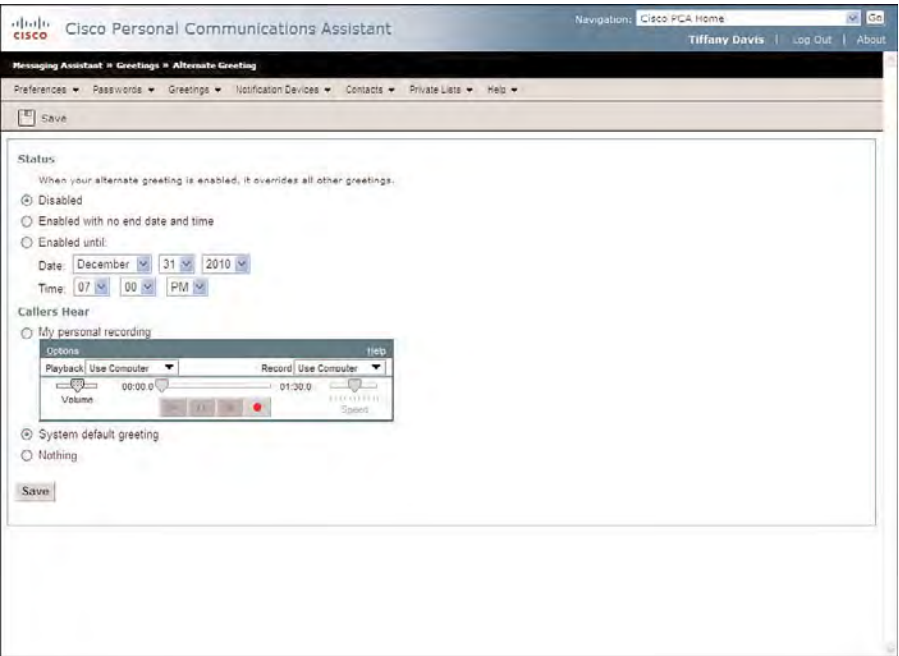 CISCO Cisco Personal Communications Assistant Navigation: Cisco PCA Home Go
Tiffany Davis | Log Out | About
Messaging Assistant » Greetings » Alternate Greeting
Preferences Passwords Greetings Notification Devices Contacts Private Lists Help
Save
Status
When your alternate greeting is enabled, it overrides all other greetings.
Disabled
Enabled with no end date and time
Enabled until:
Date: December 31 2010
Time: 07 00 PM
Callers Hear
My personal recording
Options Help
Playback Use Computer Record Use Computer
00:00.0 01:30.0
Volume Speed
System default greeting
Nothing
Save